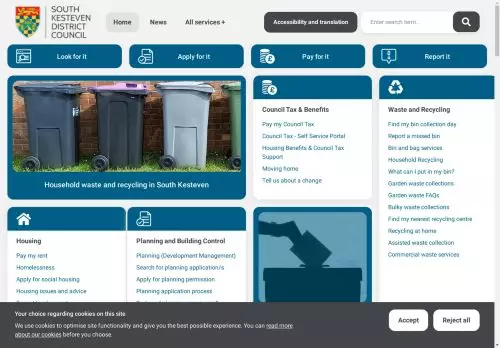 SOUTH
KESTEVEN
DISTRICT
COUNCIL
Home
News
All services +
Accessibility and translation
Enter search term...
Look for it
Apply for it
Pay for it
Report it
Household waste and recycling in South Kesteven
Council Tax & Benefits
Pay my Council Tax
Council Tax - Self Service Portal
Housing Benefits & Council Tax
Support
Moving home
Tell us about a change
Waste and Recycling
Find my bin collection day
Report a missed bin
Bin and bag services
Household Recycling
What can i put in my bin?
Garden waste collections
Garden waste FAQs
Bulky waste collections
Find my nearest recycling centre
Recycling at home
Assisted waste collection
Commercial waste services
Housing
Pay my rent
Homelessness
Apply for social housing
Housing issues and advice
Planning and Building Control
Planning (Development Management)
Search for planning application/s
Apply for planning permission
Planning application process
Your choice regarding cookies on this site
We use cookies to optimise site functionality and give you the best possible experience. You can read more
about our cookies before you choose.
Accept
Reject all